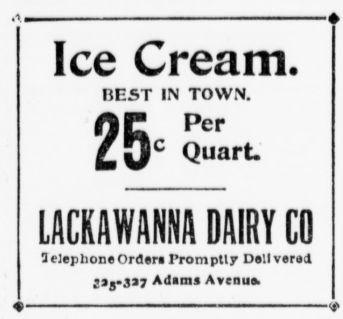 Ice Cream.
BEST IN TOWN.
25c Per Quart.
LACKAWANNA DAIRY CO
Telephone Orders Promptly Delivered
325-327 Adams Avenue.